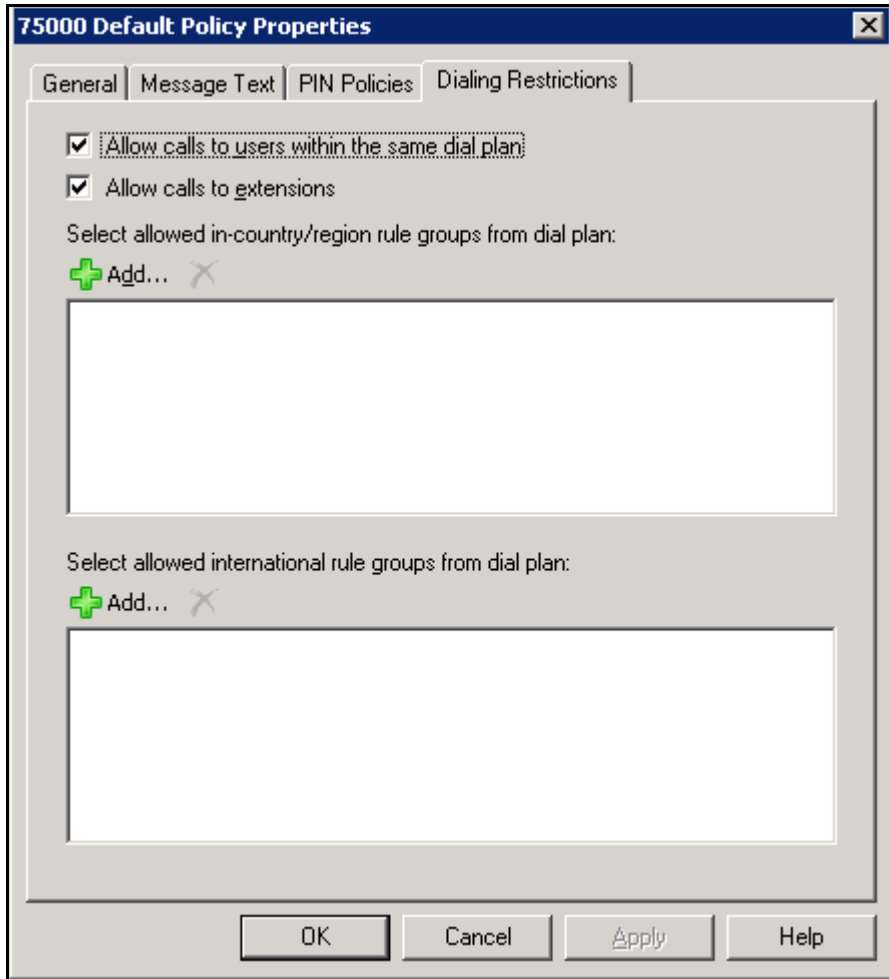 75000 Default Policy Properties
General Message Text PIN Policies Dialing Restrictions
Allow calls to users within the same dial plan
Allow calls to extensions
Select allowed in-country/region rule groups from dial plan:
Add...
Select allowed international rule groups from dial plan:
Add...
OK Cancel Apply Help